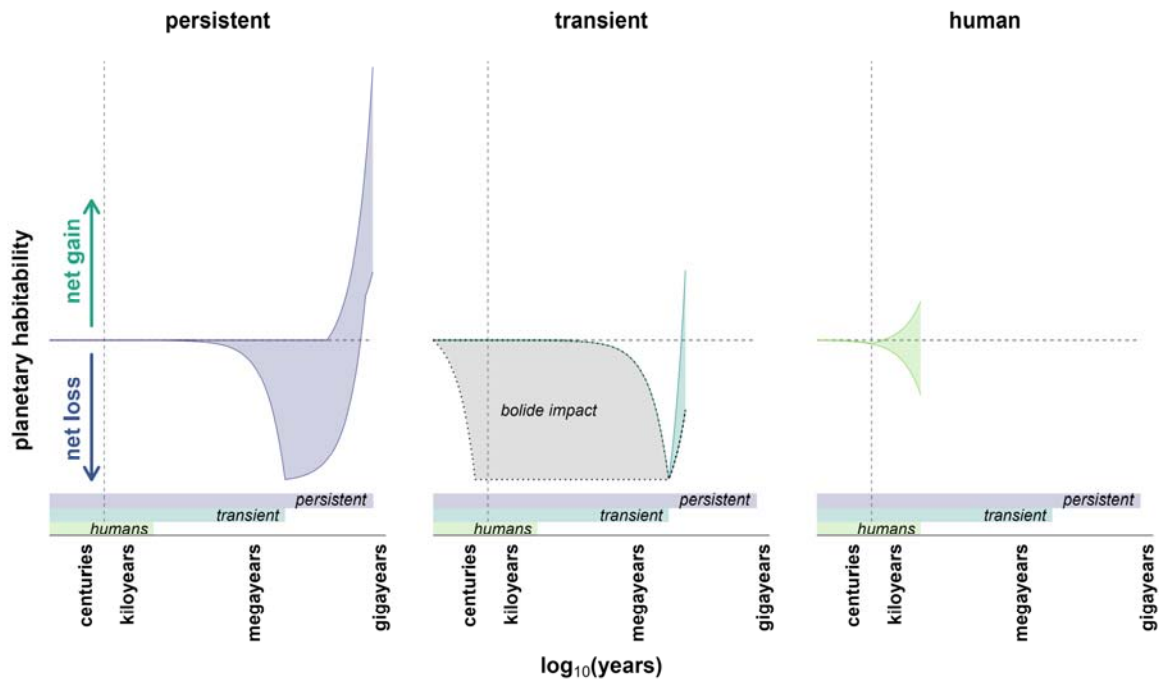 persistent
transient
human
planetary habitability
net gain
net loss
bolide impact
persistent
transient
humans
persistent
transient
humans
persistent
transient
humans
centuries
kiloyears
megayears
gigayears
centuries
kiloyears
megayears
gigayears
centuries
kiloyears
megayears
gigayears
log₁₀(years)